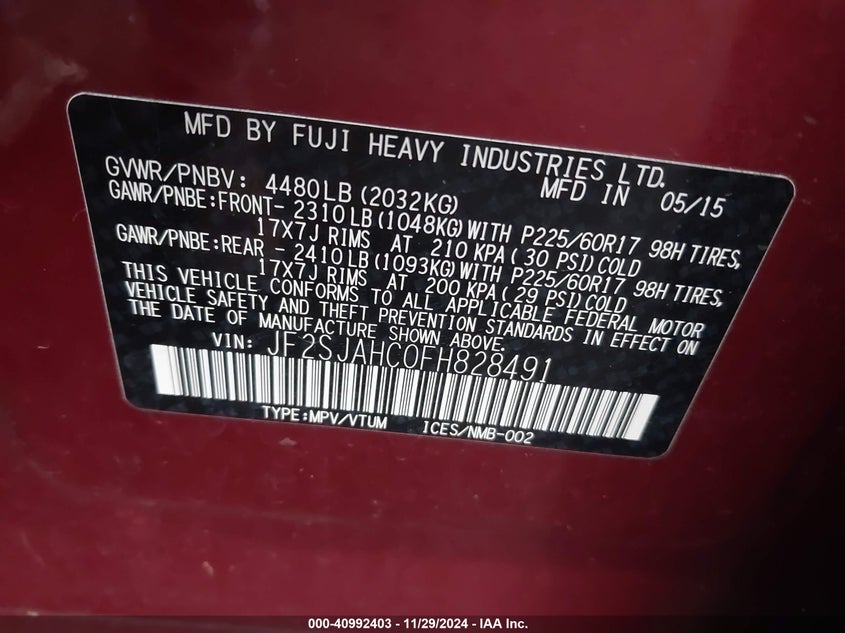 MFD BY FUJI HEAVY INDUSTRIES LTD.
MFD IN 05/15
GVWR/PNBV: 4480LB (2032KG)
GAWR/PNBE:FRONT- 2310LB (1048KG) WITH P225/60R17 98H TIRES,
17X7J RIMS AT 210 KPA ( 30 PSI) COLD
GAWR/PNBE:REAR - 2410LB (1093KG) WITH P225/60R17 98H TIRES,
17X7J RIMS AT 200 KPA ( 29 PSI) COLD
THIS VEHICLE CONFORMS TO ALL APPLICABLE FEDERAL MOTOR
VEHICLE SAFETY AND THEFT PREVENTION STANDARDS IN EFFECT ON
THE DATE OF MANUFACTURE SHOWN ABOVE.
VIN: JF2SJAHC0FH828491
TYPE:MPV/VTUM ICES/NMB-002
000-40992403 - 11/29/2024 - IAA Inc.